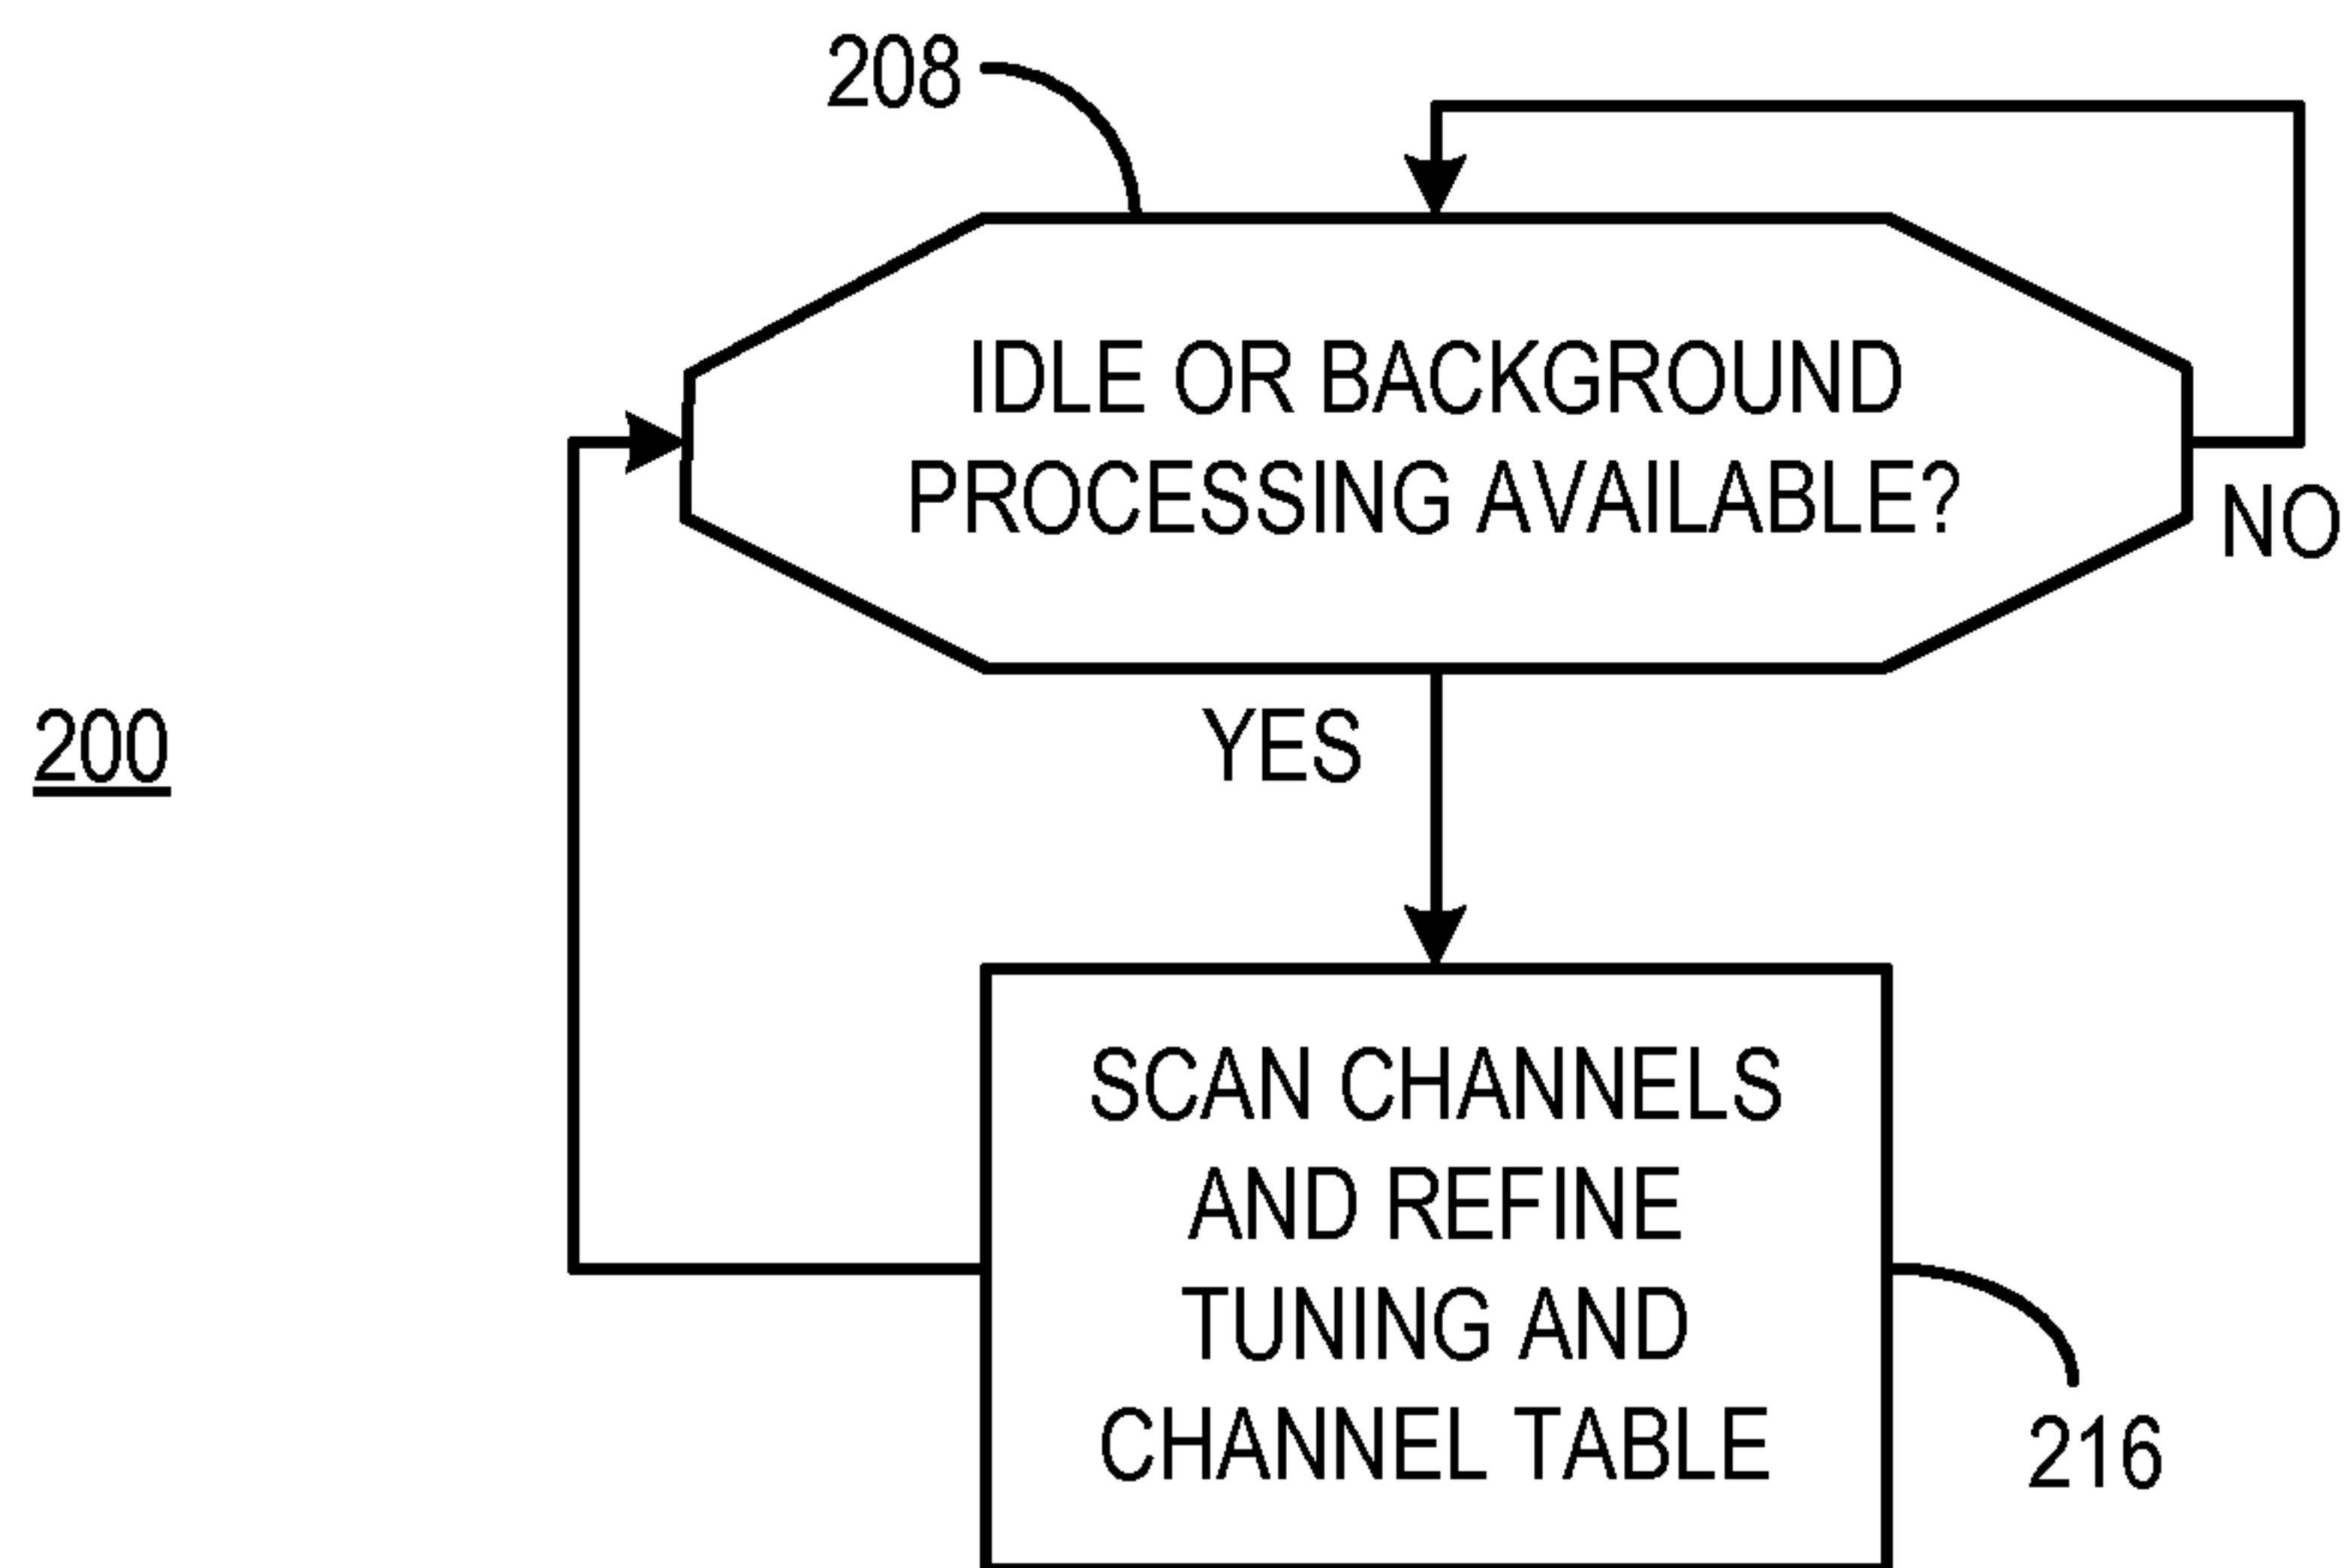 208
IDLE OR BACKGROUND
PROCESSING AVAILABLE?
NO
200
YES
SCAN CHANNELS
AND REFINE
TUNING AND
CHANNEL TABLE
216